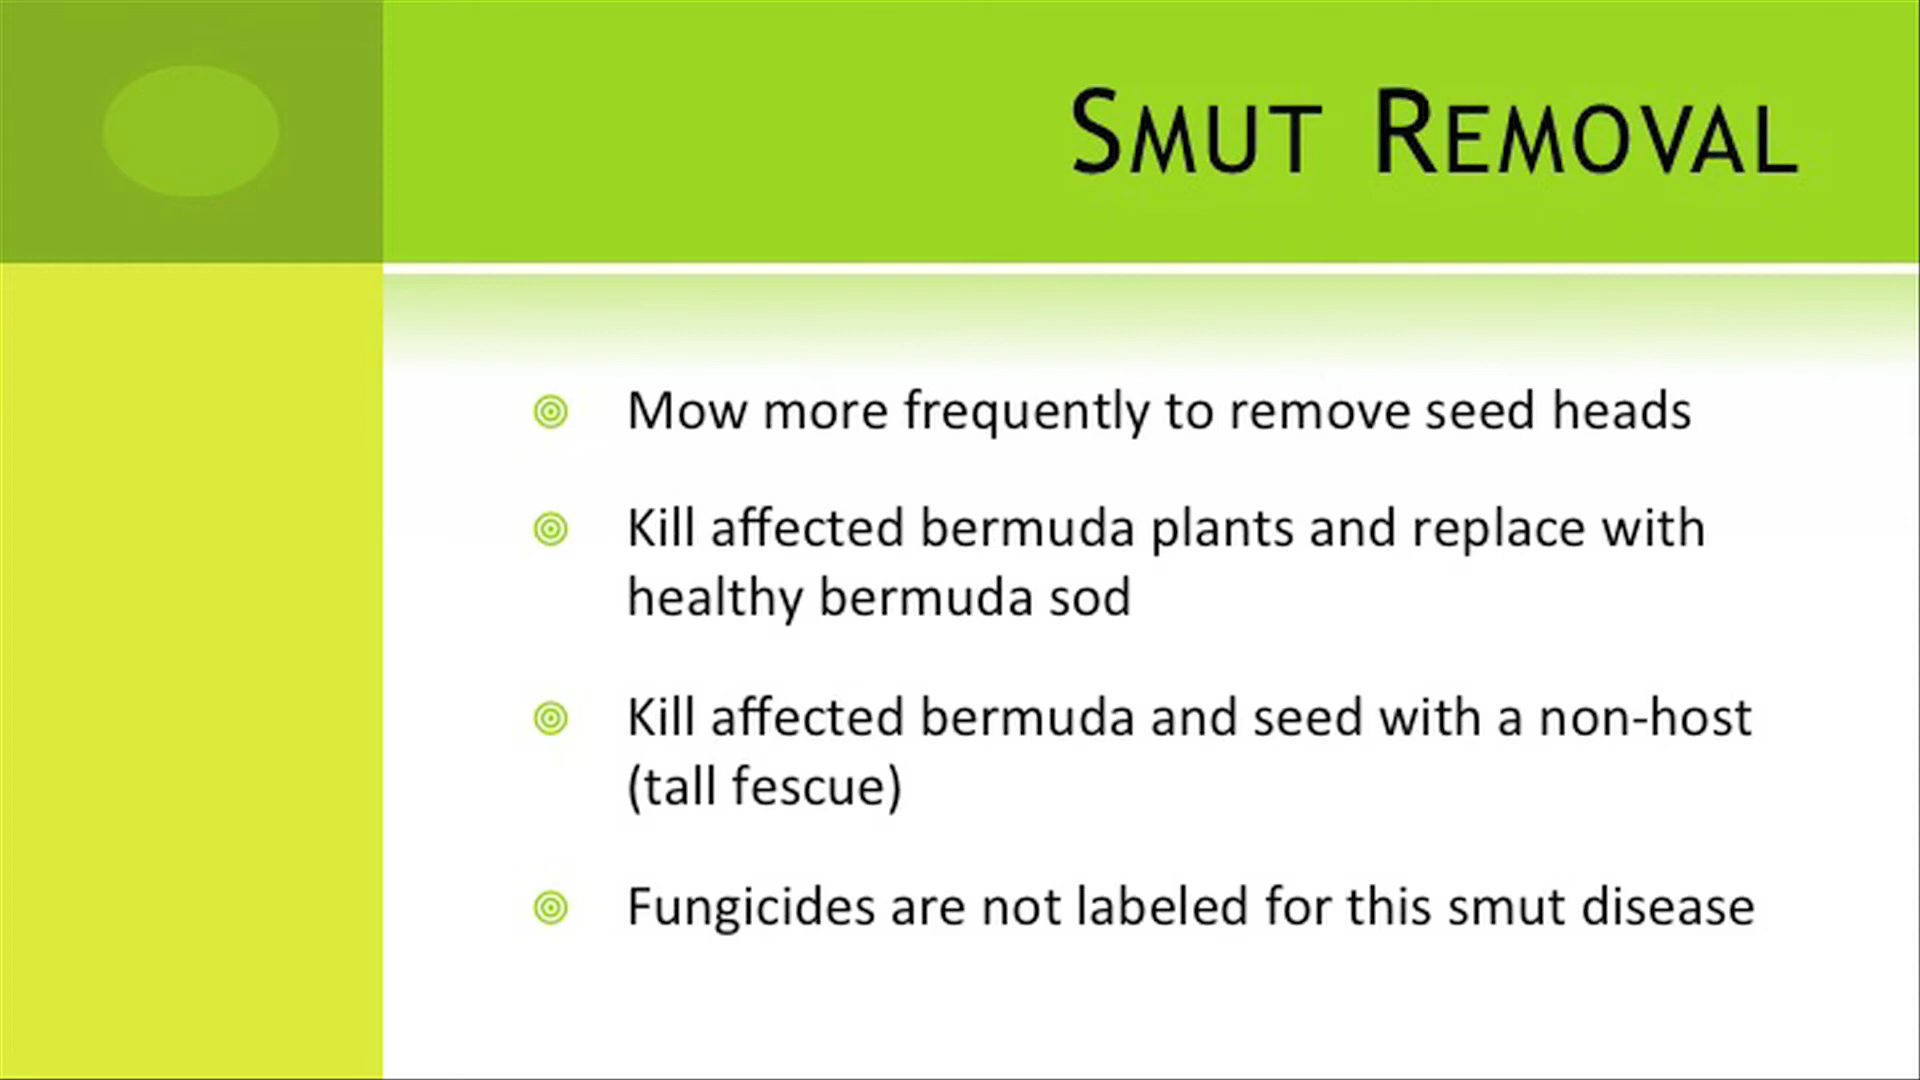 Smut Removal
Mow more frequently to remove seed heads
Kill affected bermuda plants and replace with
healthy bermuda sod
Kill affected bermuda and seed with a non-host
(tall fescue)
Fungicides are not labeled for this smut disease